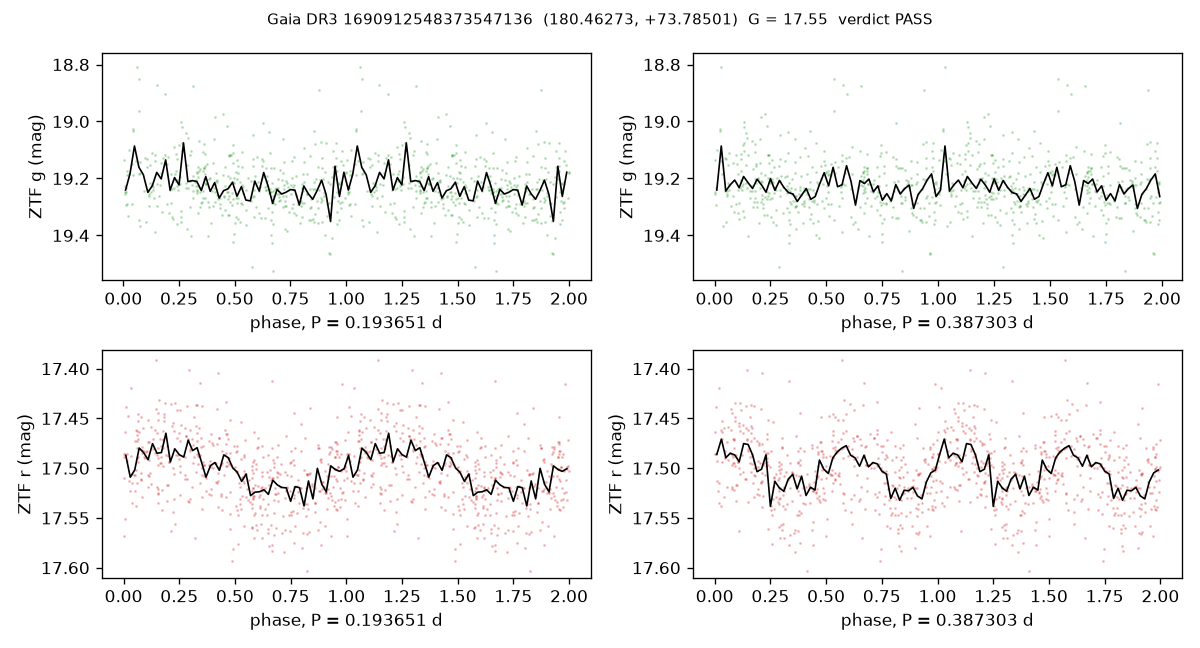 Gaia DR3 1690912548373547136 (180.46273, +73.78501) G = 17.55 verdict PASS
ZTF g (mag)
18.8
19.0
19.2
19.4
0.00 0.25 0.50 0.75 1.00 1.25 1.50 1.75 2.00
phase, P = 0.193651 d
ZTF g (mag)
18.8
19.0
19.2
19.4
0.00 0.25 0.50 0.75 1.00 1.25 1.50 1.75 2.00
phase, P = 0.387303 d
ZTF r (mag)
17.40
17.45
17.50
17.55
17.60
0.00 0.25 0.50 0.75 1.00 1.25 1.50 1.75 2.00
phase, P = 0.193651 d
ZTF r (mag)
17.40
17.45
17.50
17.55
17.60
0.00 0.25 0.50 0.75 1.00 1.25 1.50 1.75 2.00
phase, P = 0.387303 d